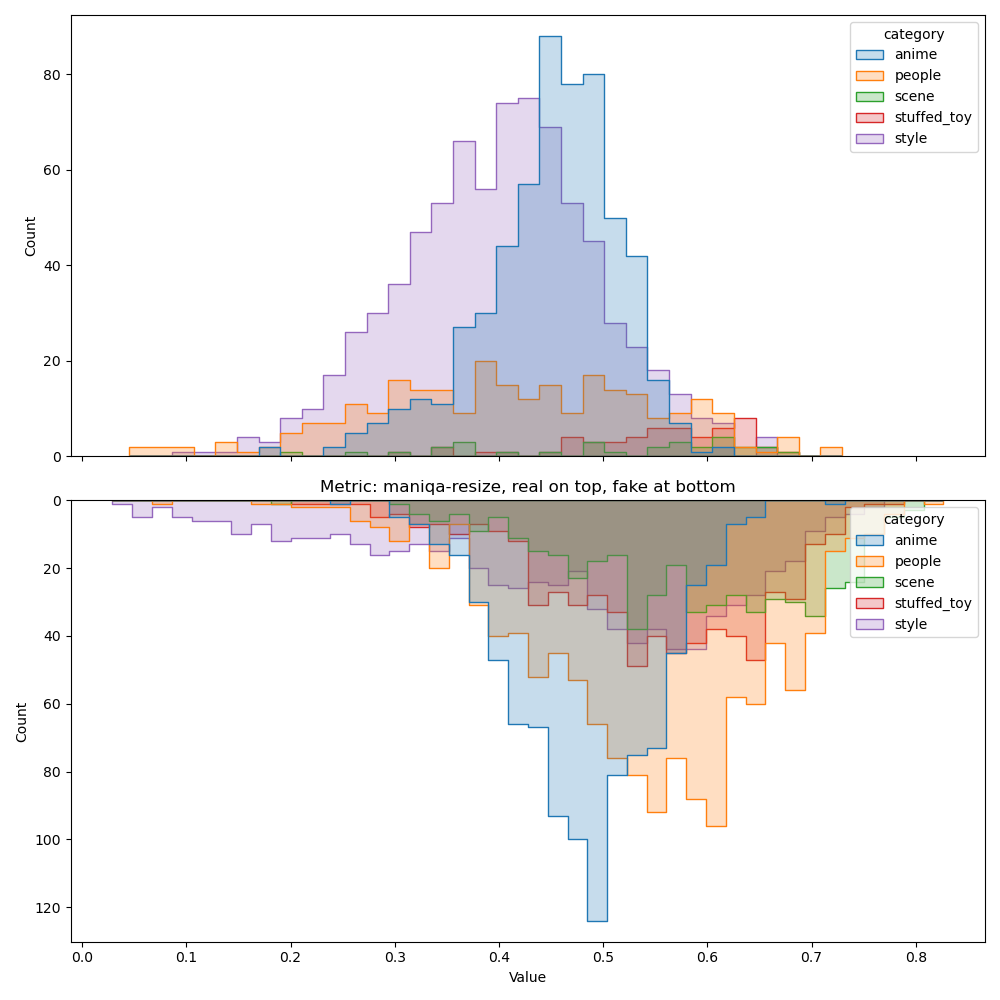 category
anime
people
scene
stuffed_toy
style
80
60
40
20
0
Count
Metric: maniqa-resize, real on top, fake at bottom
category
anime
people
scene
stuffed_toy
style
0
20
40
60
80
100
120
Count
0.0 0.1 0.2 0.3 0.4 0.5 0.6 0.7 0.8
Value